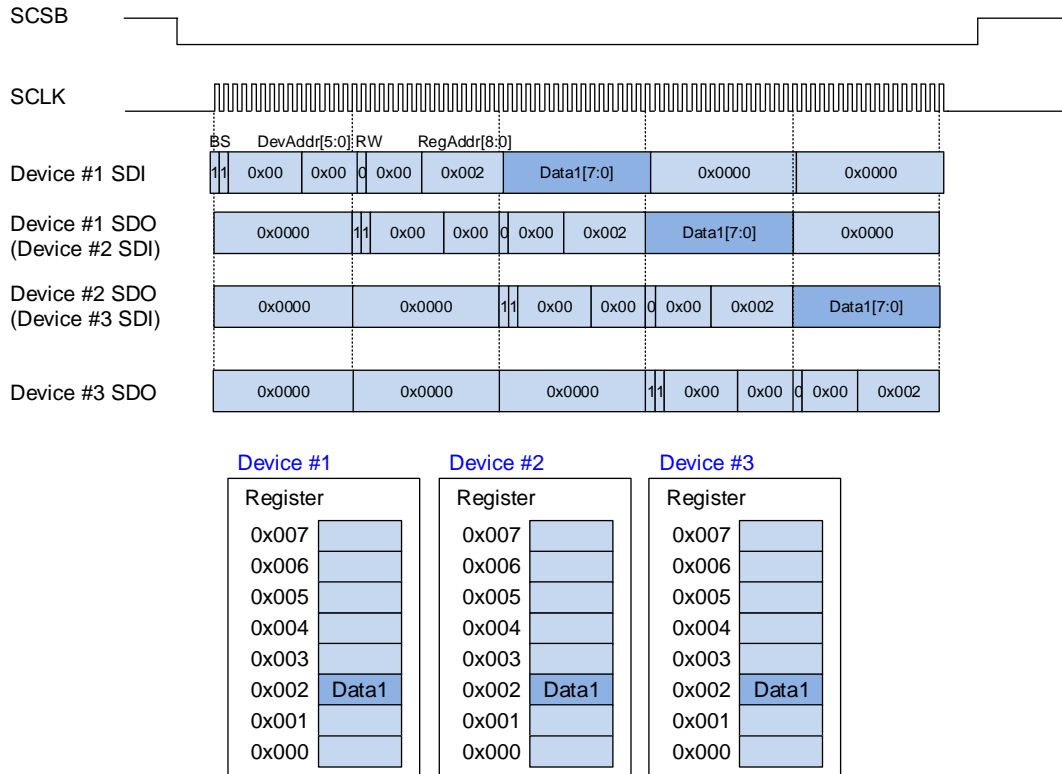 SCSB
SCLK
BS DevAddr[5:0] RW RegAddr[8:0]
Device #1 SDI 1 1 0x00 0x00 0 0x00 0x002 Data1[7:0] 0x0000 0x0000
Device #1 SDO
(Device #2 SDI) 0x0000 1 1 0x00 0x00 0 0x00 0x002 Data1[7:0] 0x0000
Device #2 SDO
(Device #3 SDI) 0x0000 0x0000 1 1 0x00 0x00 0 0x00 0x002 Data1[7:0]
Device #3 SDO 0x0000 0x0000 0x0000 1 1 0x00 0x00 0 0x00 0x002
Device #1 Device #2 Device #3
Register Register Register
0x007 0x007 0x007
0x006 0x006 0x006
0x005 0x005 0x005
0x004 0x004 0x004
0x003 0x003 0x003
0x002 Data1 0x002 Data1 0x002 Data1
0x001 0x001 0x001
0x000 0x000 0x000